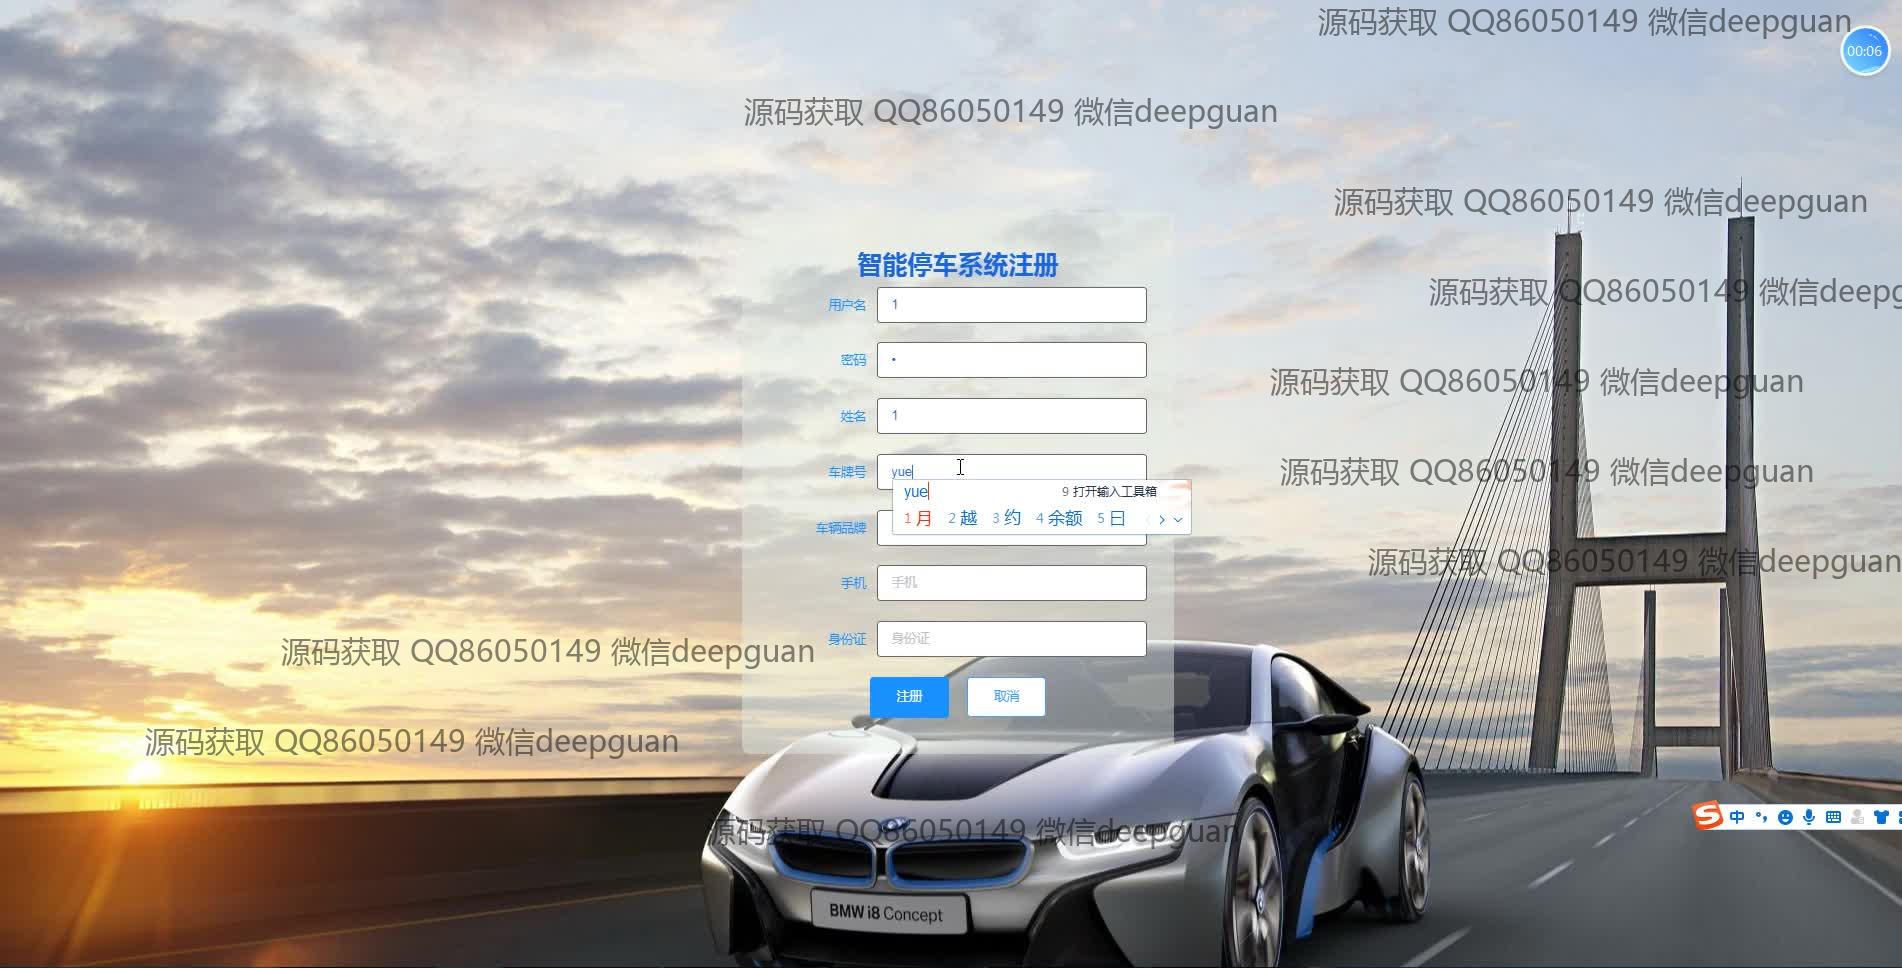 源码获取 QQ86050149 微信deepguan
00:06
源码获取 QQ86050149 微信deepguan
源码获取 QQ86050149 微信deepguan
智能停车系统注册
源码获取 QQ86050149 微信deepg
用户名 1
密码 •
源码获取 QQ86050149 微信deepguan
姓名 1
车牌号 yue
源码获取 QQ86050149 微信deepguan
yue 9 打开输入工具箱
1 月 2 越 3 约 4 余额 5 日
车辆品牌
源码获取 QQ86050149 微信deepguan
手机 手机
身份证 身份证
源码获取 QQ86050149 微信deepguan
注册 取消
源码获取 QQ86050149 微信deepguan
中
源码获取 QQ86050149 微信deepguan
BMW i8 Concept